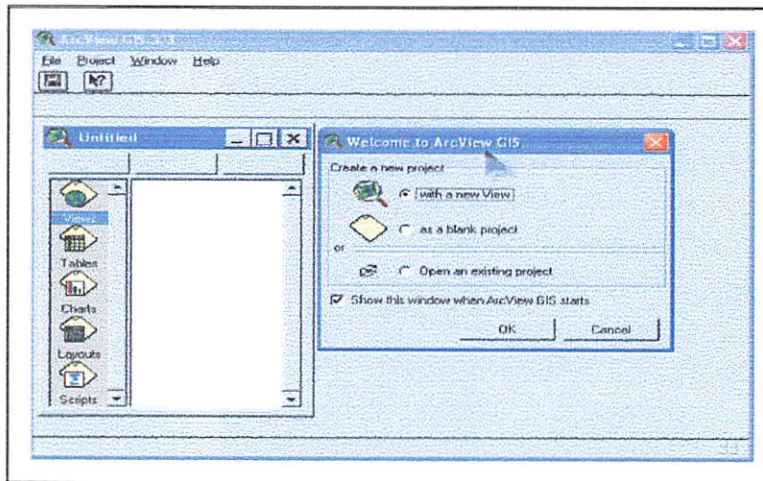 ArcView GIS 3.3
File Project Window Help
Untitled
Views
Tables
Charts
Layouts
Scripts
Welcome to ArcView GIS
Create a new project
with a new View
as a blank project
or
Open an existing project
Show this window when ArcView GIS starts
OK Cancel